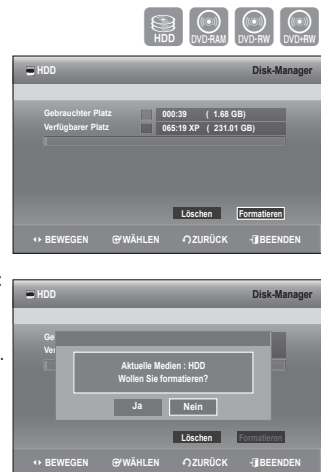 HDD DVD-RAM DVD-RW DVD+RW
HDD Disk-Manager
Gebrauchter Platz 000:39 ( 1.68 GB)
Verfügbarer Platz 065:19 XP ( 231.01 GB)
Löschen Formatieren
BEWEGEN WÄHLEN ZURÜCK BEENDEN
HDD Disk-Manager
Ge
Ver
Aktuelle Medien : HDD
Wollen Sie formatieren?
Ja Nein
Löschen Formatieren
BEWEGEN WÄHLEN ZURÜCK BEENDEN